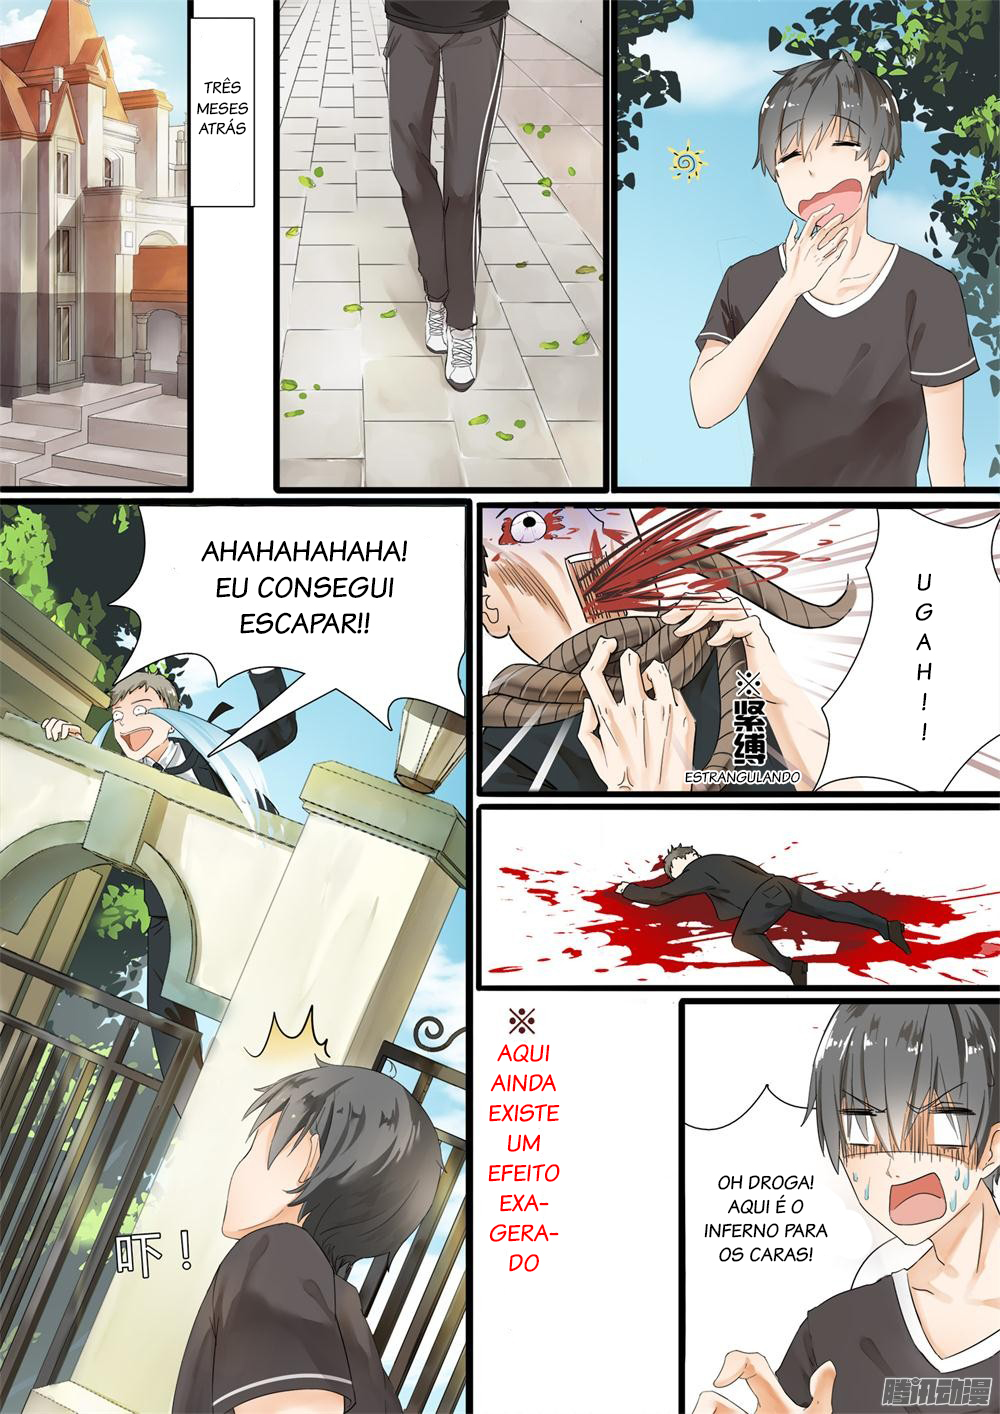 TRÊS
MESES
ATRÁS
AHAHAHAHAHA!
EU CONSEGUI
ESCAPAR!!
U
G
A
H
!
!
※
紧缚
ESTRANGULANDO
吓！
※
AQUI
AINDA
EXISTE
UM
EFEITO
EXA-
GERA-
DO
OH DROGA!
AQUI É O
INFERNO PARA
OS CARAS!
腾讯动漫